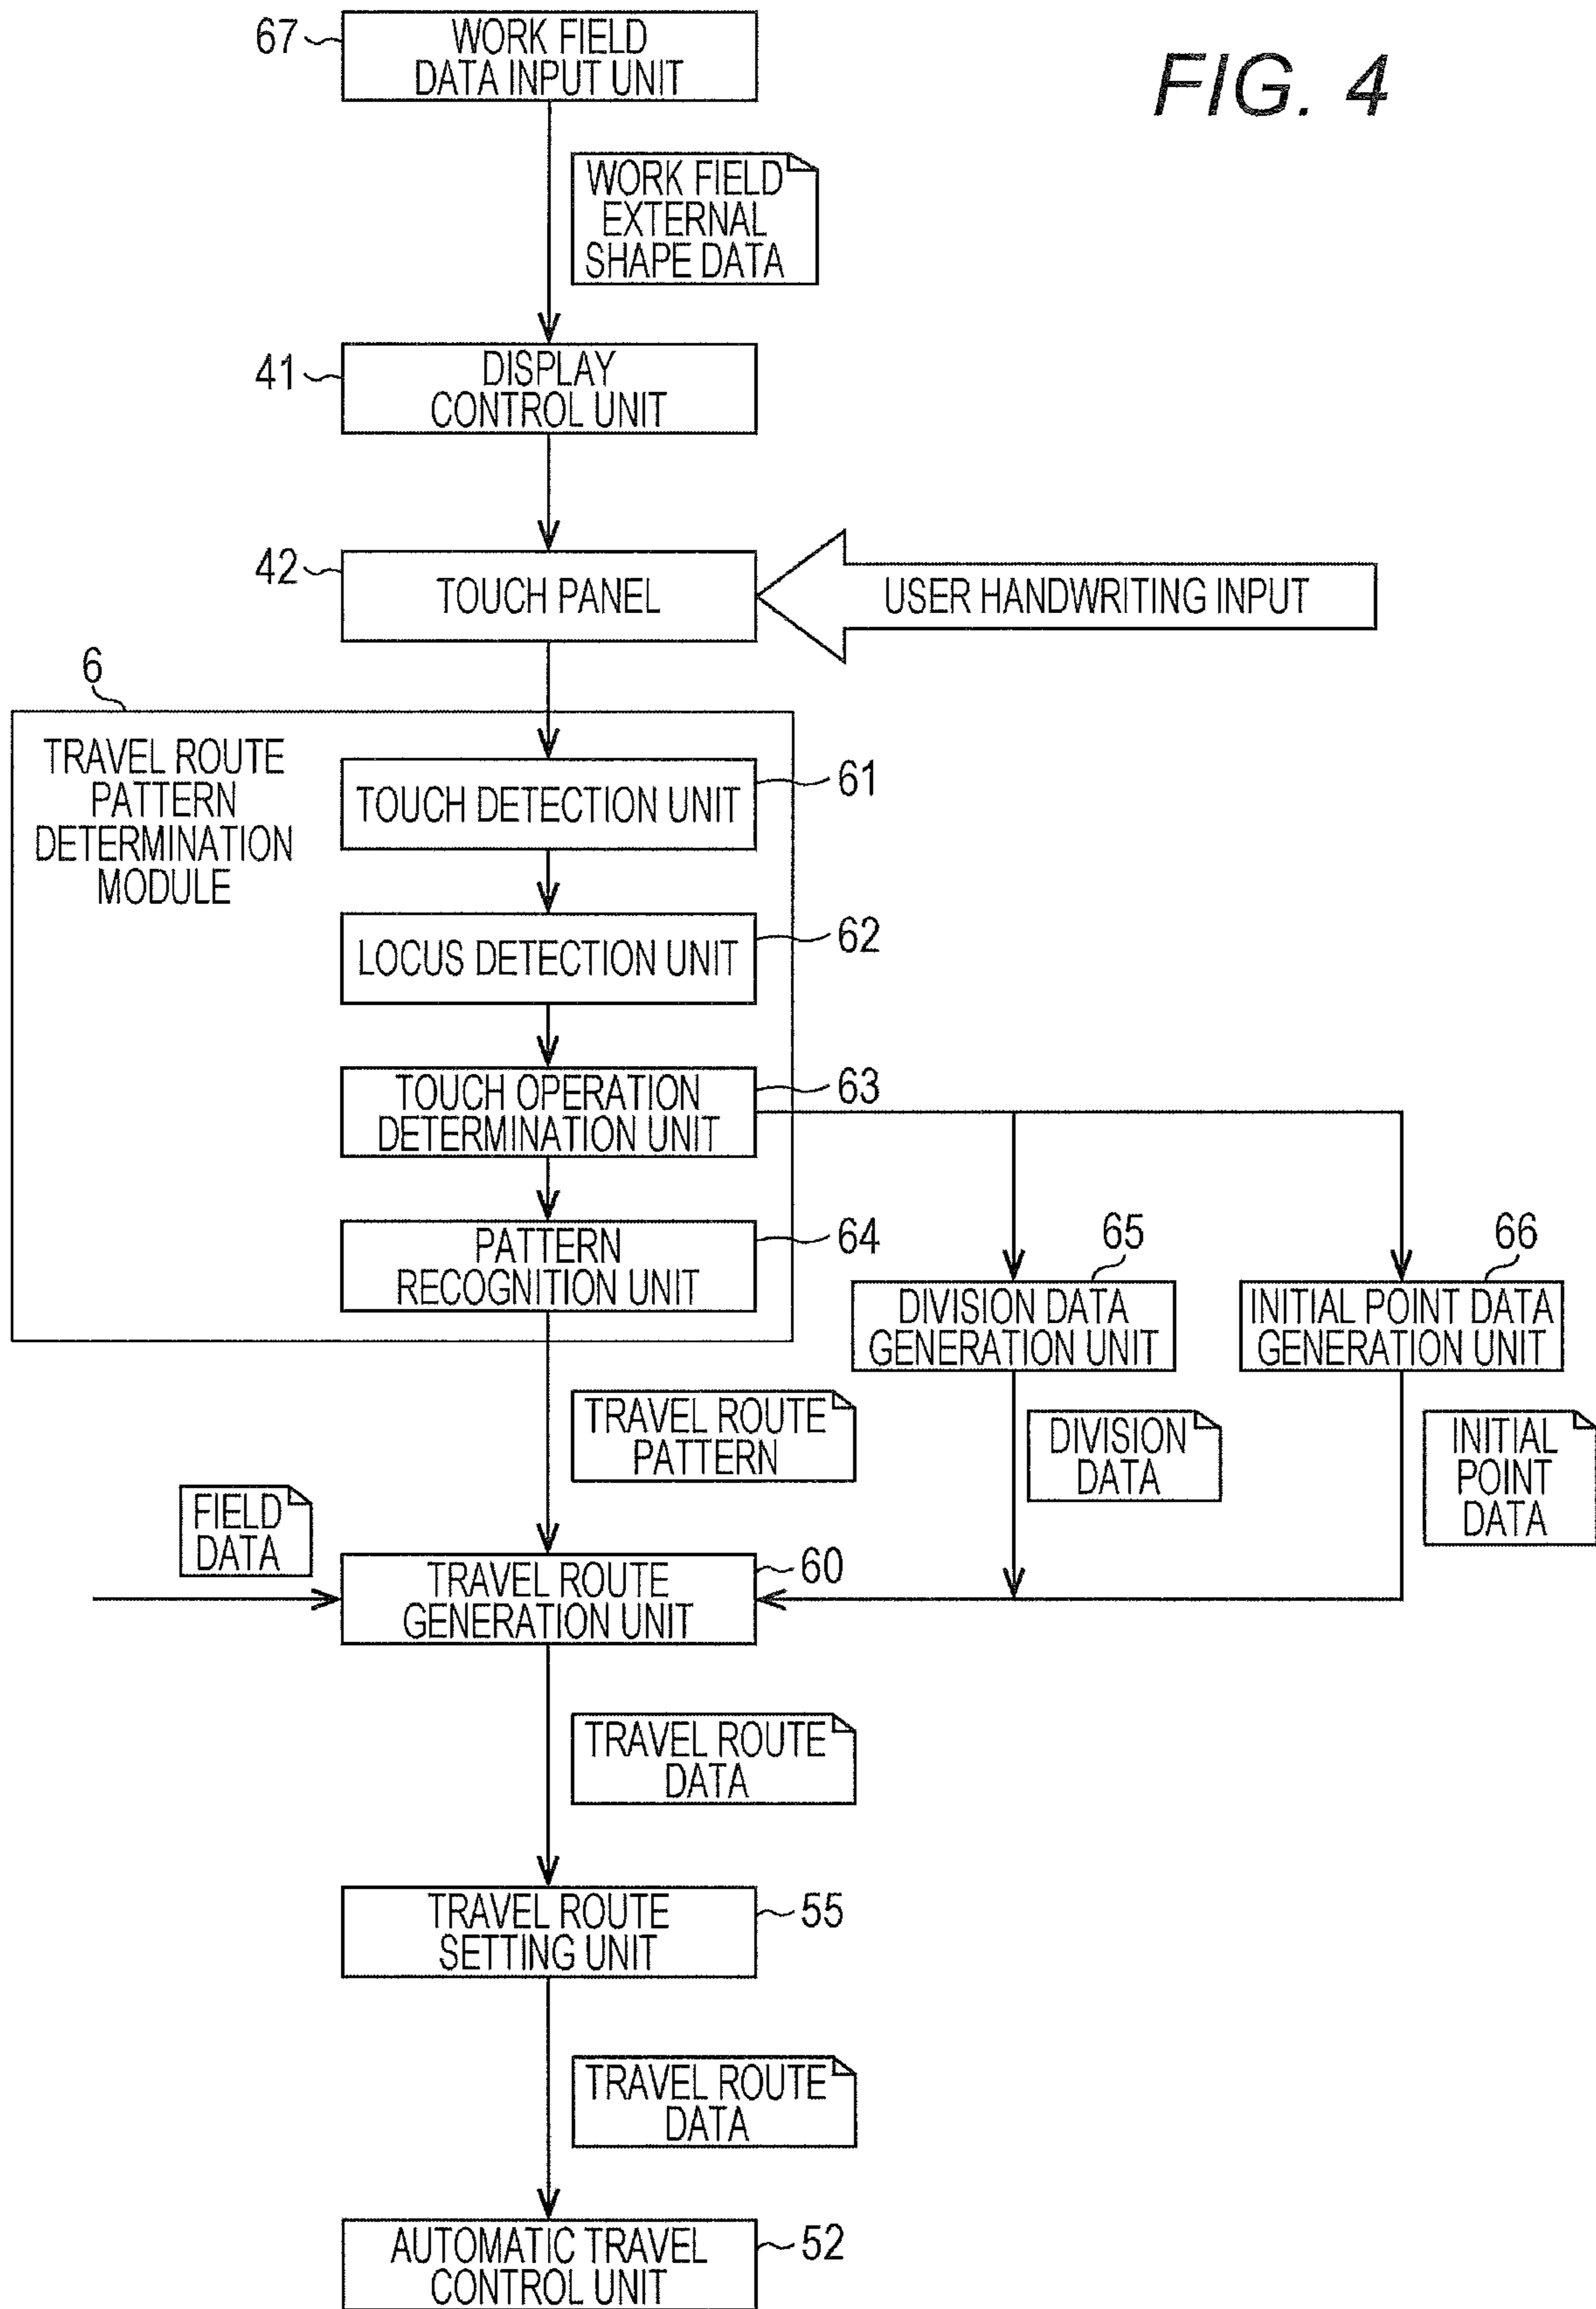 FIG. 4
67
WORK FIELD
DATA INPUT UNIT
WORK FIELD
EXTERNAL
SHAPE DATA
41
DISPLAY
CONTROL UNIT
42
TOUCH PANEL
USER HANDWRITING INPUT
6
TRAVEL ROUTE
PATTERN
DETERMINATION
MODULE
TOUCH DETECTION UNIT
61
LOCUS DETECTION UNIT
62
TOUCH OPERATION
DETERMINATION UNIT
63
PATTERN
RECOGNITION UNIT
64
65
DIVISION DATA
GENERATION UNIT
66
INITIAL POINT DATA
GENERATION UNIT
TRAVEL ROUTE
PATTERN
DIVISION
DATA
INITIAL
POINT
DATA
FIELD
DATA
TRAVEL ROUTE
GENERATION UNIT
60
TRAVEL ROUTE
DATA
TRAVEL ROUTE
SETTING UNIT
55
TRAVEL ROUTE
DATA
AUTOMATIC TRAVEL
CONTROL UNIT
52